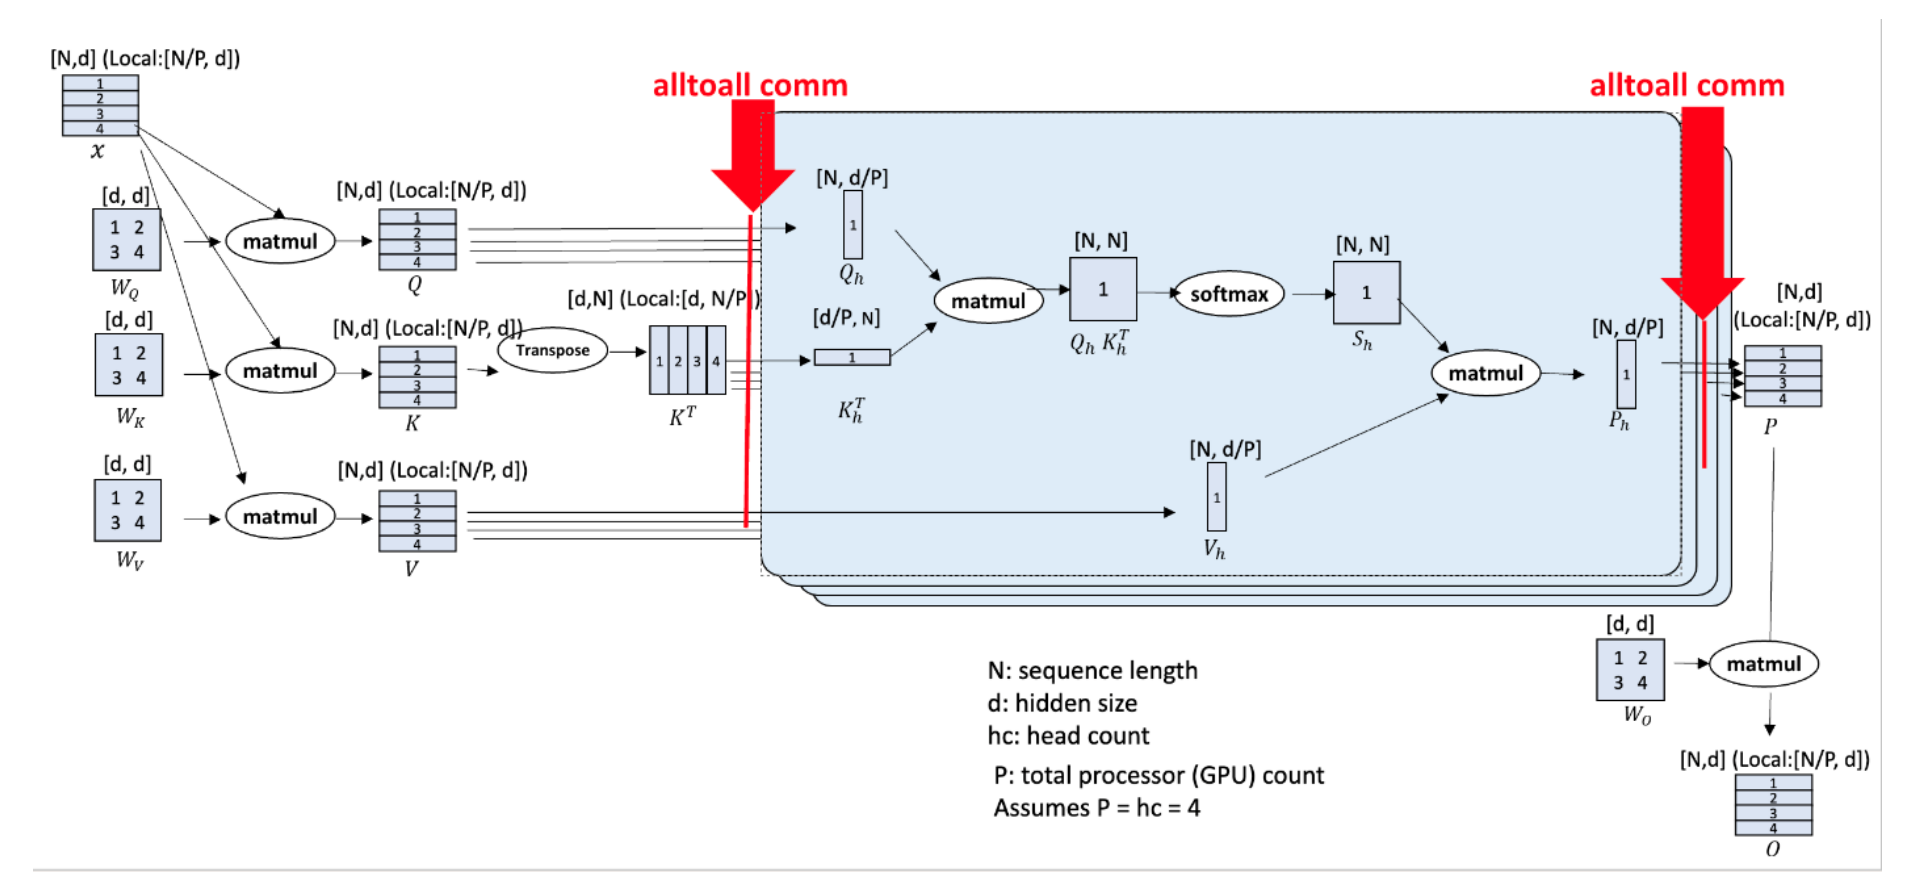 [N,d] (Local:[N/P, d])
1
2
3
4
x
alltoall comm
alltoall comm
[d, d]
1 2
3 4
W_Q
matmul
[N,d] (Local:[N/P, d])
1
2
3
4
Q
[d, d]
1 2
3 4
W_K
matmul
[N,d] (Local:[N/P, d])
1
2
3
4
K
Transpose
[d,N] (Local:[d, N/P])
1 2 3 4
K^T
[d, d]
1 2
3 4
W_V
matmul
[N,d] (Local:[N/P, d])
1
2
3
4
V
[N, d/P]
1
Q_h
[d/P, N]
1
K_h^T
matmul
[N, N]
1
Q_h K_h^T
softmax
[N, N]
1
S_h
[N, d/P]
1
V_h
matmul
[N, d/P]
1
P_h
[N,d]
(Local:[N/P, d])
1
2
3
4
P
[d, d]
1 2
3 4
W_O
matmul
[N,d] (Local:[N/P, d])
1
2
3
4
O
N: sequence length
d: hidden size
hc: head count
P: total processor (GPU) count
Assumes P = hc = 4